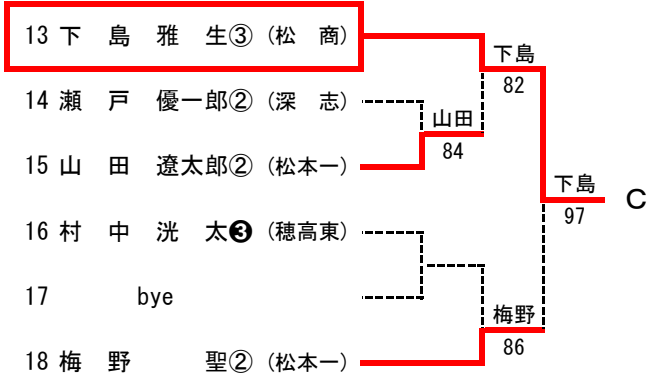 13 下 島 雅 生③ (松 商)
下島
82
14 瀬 戸 優一郎② (深 志)
山田
84
15 山 田 遼太郎② (松本一)
下島
97
C
16 村 中 洸 太❸ (穂高東)
17 bye
梅野
86
18 梅 野 聖② (松本一)